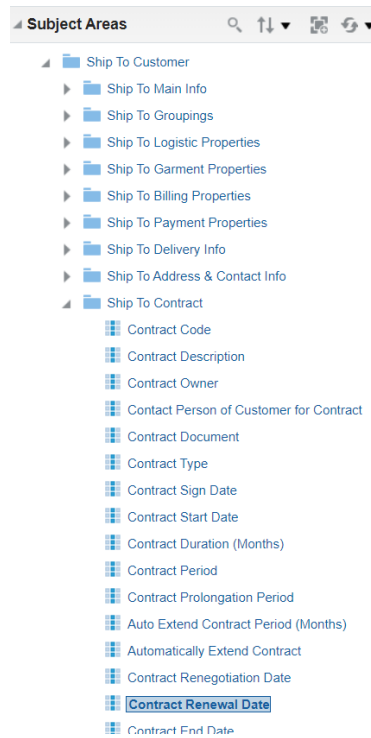 Subject Areas
Ship To Customer
Ship To Main Info
Ship To Groupings
Ship To Logistic Properties
Ship To Garment Properties
Ship To Billing Properties
Ship To Payment Properties
Ship To Delivery Info
Ship To Address & Contact Info
Ship To Contract
Contract Code
Contract Description
Contract Owner
Contact Person of Customer for Contract
Contract Document
Contract Type
Contract Sign Date
Contract Start Date
Contract Duration (Months)
Contract Period
Contract Prolongation Period
Auto Extend Contract Period (Months)
Automatically Extend Contract
Contract Renegotiation Date
Contract Renewal Date
Contract End Date